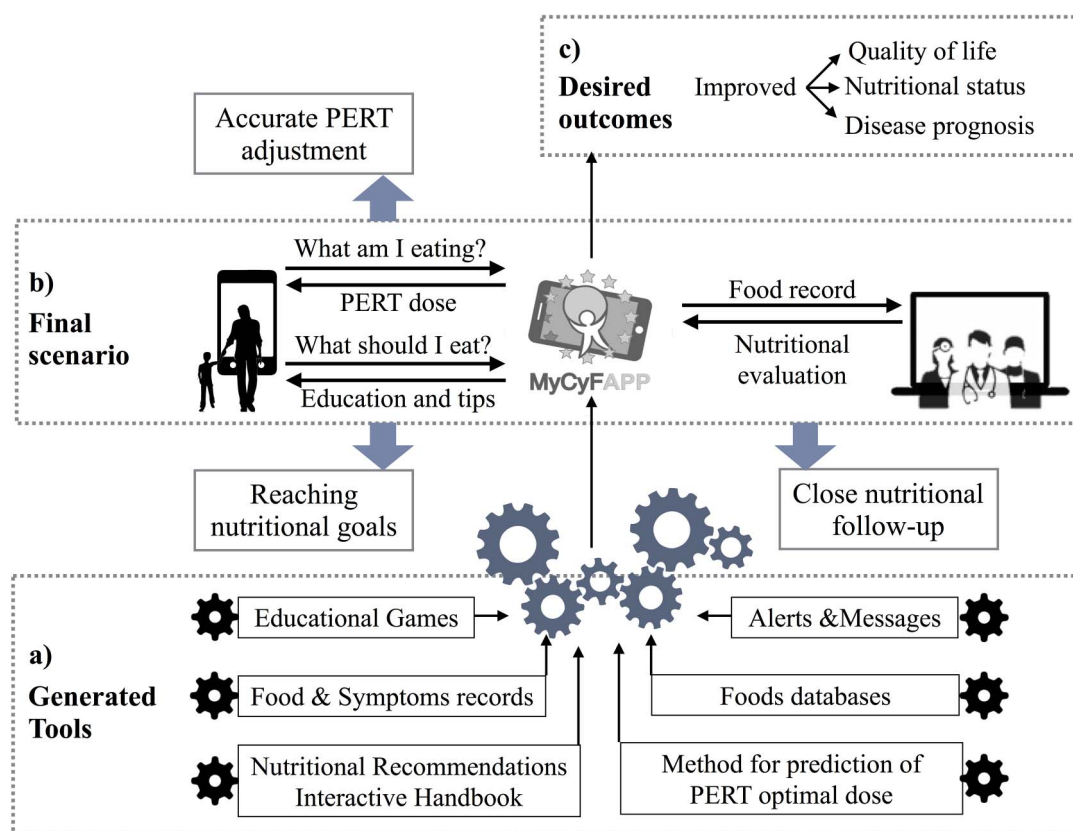 c)
Desired
outcomes
Improved
Quality of life
Nutritional status
Disease prognosis
Accurate PERT
adjustment
b)
Final
scenario
What am I eating?
PERT dose
What should I eat?
Education and tips
MyCyFAPP
Food record
Nutritional
evaluation
Reaching
nutritional goals
Close nutritional
follow-up
a)
Generated
Tools
Educational Games
Food & Symptoms records
Nutritional Recommendations
Interactive Handbook
Alerts &Messages
Foods databases
Method for prediction of
PERT optimal dose